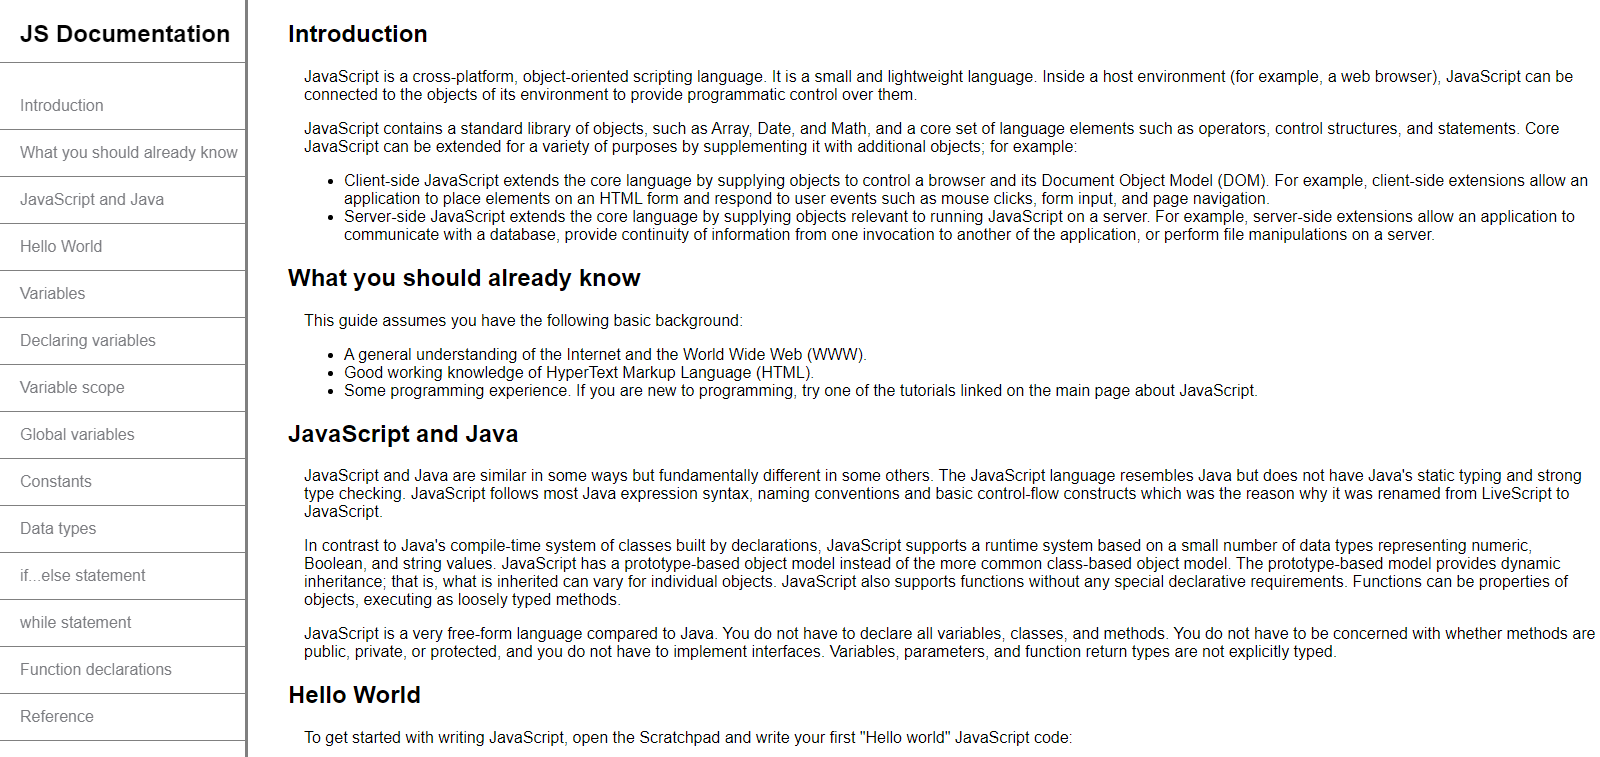 JS Documentation
Introduction
What you should already know
JavaScript and Java
Hello World
Variables
Declaring variables
Variable scope
Global variables
Constants
Data types
if...else statement
while statement
Function declarations
Reference
Introduction
JavaScript is a cross-platform, object-oriented scripting language. It is a small and lightweight language. Inside a host environment (for example, a web browser), JavaScript can be
connected to the objects of its environment to provide programmatic control over them.
JavaScript contains a standard library of objects, such as Array, Date, and Math, and a core set of language elements such as operators, control structures, and statements. Core
JavaScript can be extended for a variety of purposes by supplementing it with additional objects; for example:
• Client-side JavaScript extends the core language by supplying objects to control a browser and its Document Object Model (DOM). For example, client-side extensions allow an
application to place elements on an HTML form and respond to user events such as mouse clicks, form input, and page navigation.
• Server-side JavaScript extends the core language by supplying objects relevant to running JavaScript on a server. For example, server-side extensions allow an application to
communicate with a database, provide continuity of information from one invocation to another of the application, or perform file manipulations on a server.
What you should already know
This guide assumes you have the following basic background:
• A general understanding of the Internet and the World Wide Web (WWW).
• Good working knowledge of HyperText Markup Language (HTML).
• Some programming experience. If you are new to programming, try one of the tutorials linked on the main page about JavaScript.
JavaScript and Java
JavaScript and Java are similar in some ways but fundamentally different in some others. The JavaScript language resembles Java but does not have Java's static typing and strong
type checking. JavaScript follows most Java expression syntax, naming conventions and basic control-flow constructs which was the reason why it was renamed from LiveScript to
JavaScript.
In contrast to Java's compile-time system of classes built by declarations, JavaScript supports a runtime system based on a small number of data types representing numeric,
Boolean, and string values. JavaScript has a prototype-based object model instead of the more common class-based object model. The prototype-based model provides dynamic
inheritance; that is, what is inherited can vary for individual objects. JavaScript also supports functions without any special declarative requirements. Functions can be properties of
objects, executing as loosely typed methods.
JavaScript is a very free-form language compared to Java. You do not have to declare all variables, classes, and methods. You do not have to be concerned with whether methods are
public, private, or protected, and you do not have to implement interfaces. Variables, parameters, and function return types are not explicitly typed.
Hello World
To get started with writing JavaScript, open the Scratchpad and write your first "Hello world" JavaScript code: